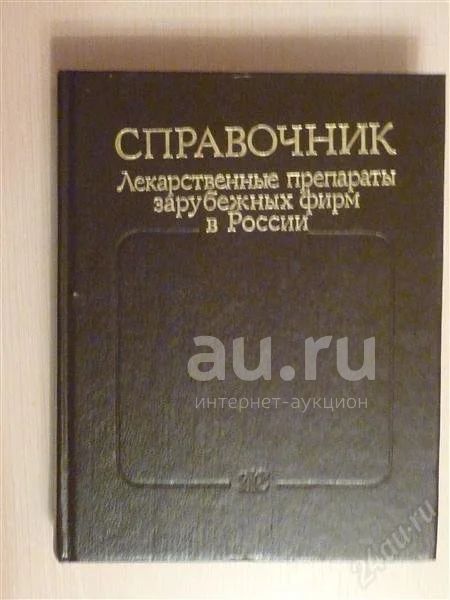 СПРАВОЧНИК
Лекарственные препараты
зарубежных фирм
в России
au.ru
интернет-аукцион
24au.ru